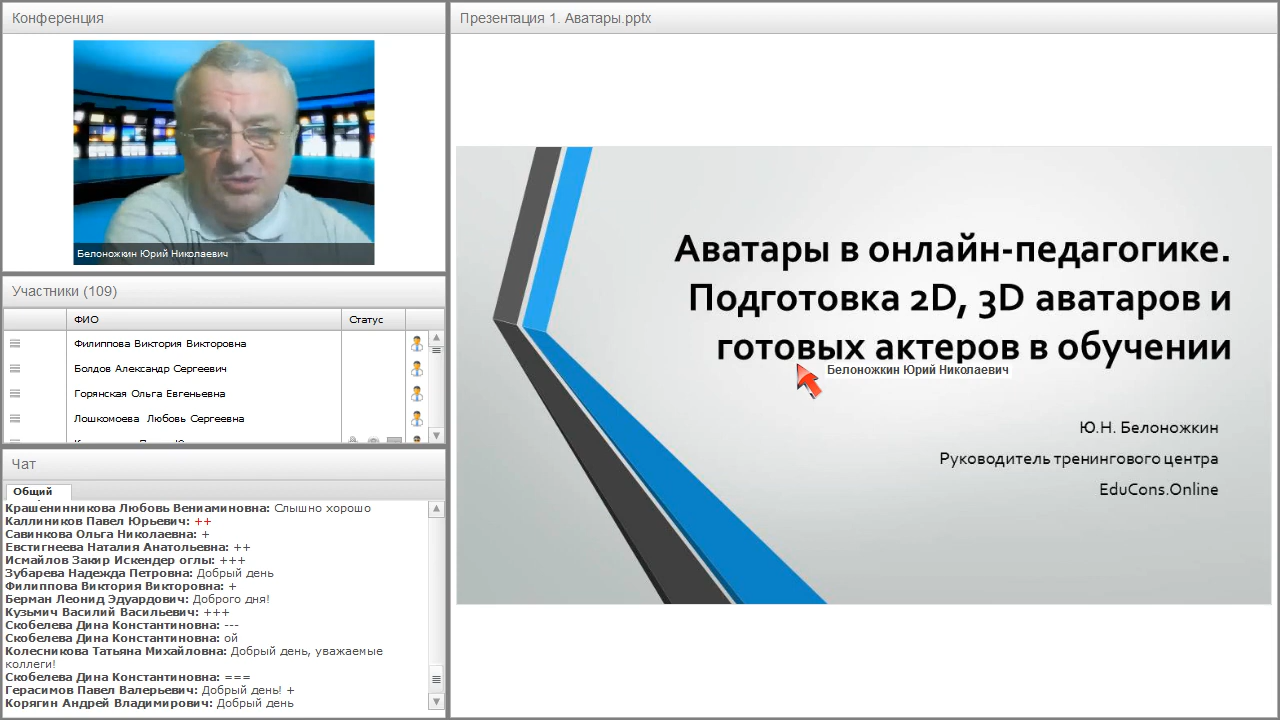 Конференция
Белоножкин Юрий Николаевич
Участники (109)
ФИО Статус
Филиппова Виктория Викторовна
Болдов Александр Сергеевич
Горянская Ольга Евгеньевна
Лошкомоева Любовь Сергеевна
Чат
Общий
Крашенинникова Любовь Вениаминовна: Слышно хорошо
Каллиников Павел Юрьевич: ++
Савинкова Ольга Николаевна: +
Евстигнеева Наталия Анатольевна: ++
Исмайлов Закир Искендер оглы: +++
Зубарева Надежда Петровна: Добрый день
Филиппова Виктория Викторовна: +
Берман Леонид Эдуардович: Доброго дня!
Кузьмич Василий Васильевич: +++
Скобелева Дина Константиновна: ---
Скобелева Дина Константиновна: ой
Колесникова Татьяна Михайловна: Добрый день, уважаемые
коллеги!
Скобелева Дина Константиновна: ===
Герасимов Павел Валерьевич: Добрый день! +
Корягин Андрей Владимирович: Добрый день
Презентация 1. Аватары.pptx
Аватары в онлайн-педагогике.
Подготовка 2D, 3D аватаров и
готовых актеров в обучении
Белоножкин Юрий Николаевич
Ю.Н. Белоножкин
Руководитель тренингового центра
EduCons.Online